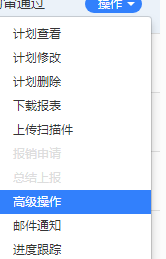 审通过 操作
计划查看
计划修改
计划删除
下载报表
上传扫描件
报销申请
总结上报
高级操作
邮件通知
进度跟踪